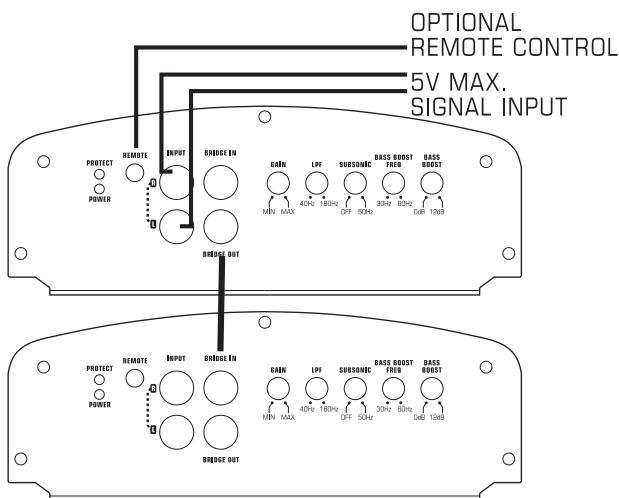 OPTIONAL
REMOTE CONTROL
5V MAX.
SIGNAL INPUT
PROTECT
POWER
REMOTE
INPUT
R
L
BRIDGE IN
BRIDGE OUT
GAIN
MIN MAX
LPF
40Hz 180Hz
SUBSONIC
OFF 50Hz
BASS BOOST
FREQ
30Hz 80Hz
BASS
BOOST
0dB 12dB
PROTECT
POWER
REMOTE
INPUT
R
L
BRIDGE IN
BRIDGE OUT
GAIN
MIN MAX
LPF
40Hz 180Hz
SUBSONIC
OFF 50Hz
BASS BOOST
FREQ
30Hz 80Hz
BASS
BOOST
0dB 12dB